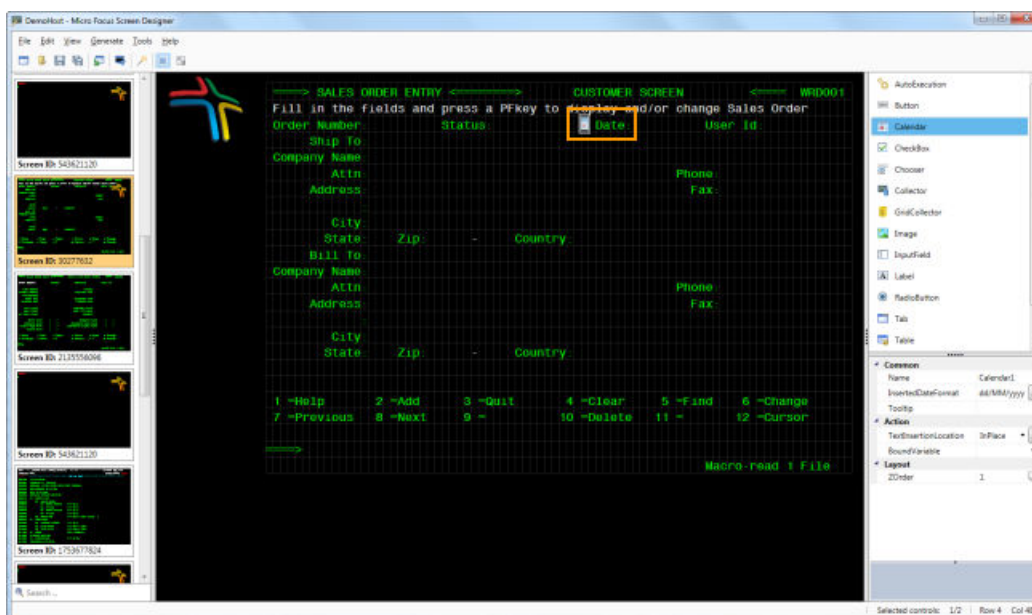 DemoHost - Micro Focus Screen Designer
File Edit View Generate Tools Help
Screen ID: 543621120
Screen ID: 30277632
Screen ID: 2135558096
Screen ID: 543621120
Screen ID: 1753677824
Search...
SALES ORDER ENTRY <==========> CUSTOMER SCREEN <===== WRD001
Fill in the fields and press a PFkey to display and/or change Sales Order
Order Number: Status: Date: User Id:
Ship To
Company Name:
Attn: Phone:
Address: Fax:
City:
State: Zip: - Country:
Bill To:
Company Name:
Attn: Phone:
Address: Fax:
City:
State: Zip: - Country:
1 =Help 2 =Add 3 =Quit 4 =Clear 5 =Find 6 =Change
7 =Previous 8 =Next 9 = 10 =Delete 11 = 12 =Cursor
====>
Macro-read 1 File
AutoExecution
Button
Calendar
CheckBox
Chooser
Collector
GridCollector
Image
InputField
Label
RadioButton
Tab
Table
Common
Name Calendar1
InsertedDateFormat dd/MM/yyyy
Tooltip
Action
TextInsertionLocation InPlace
BoundVariable
Layout
ZOrder 1
Selected controls: 1/2 Row 4 Col 4